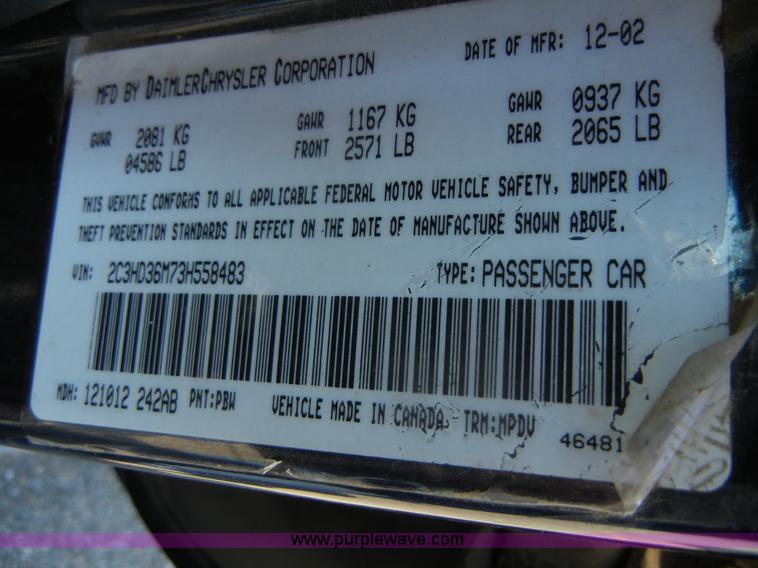 MFD BY DAIMLERCHRYSLER CORPORATION DATE OF MFR: 12-02
GVWR 2081 KG GAWR 1167 KG GAWR 0937 KG
04586 LB FRONT 2571 LB REAR 2065 LB
THIS VEHICLE CONFORMS TO ALL APPLICABLE FEDERAL MOTOR VEHICLE SAFETY, BUMPER AND
THEFT PREVENTION STANDARDS IN EFFECT ON THE DATE OF MANUFACTURE SHOWN ABOVE.
VIN: 2C3HD36M73H558483 TYPE: PASSENGER CAR
MDH: 121012 242AB PNT:PBW VEHICLE MADE IN CANADA TRM:MPDV
46481
www.purplewave.com